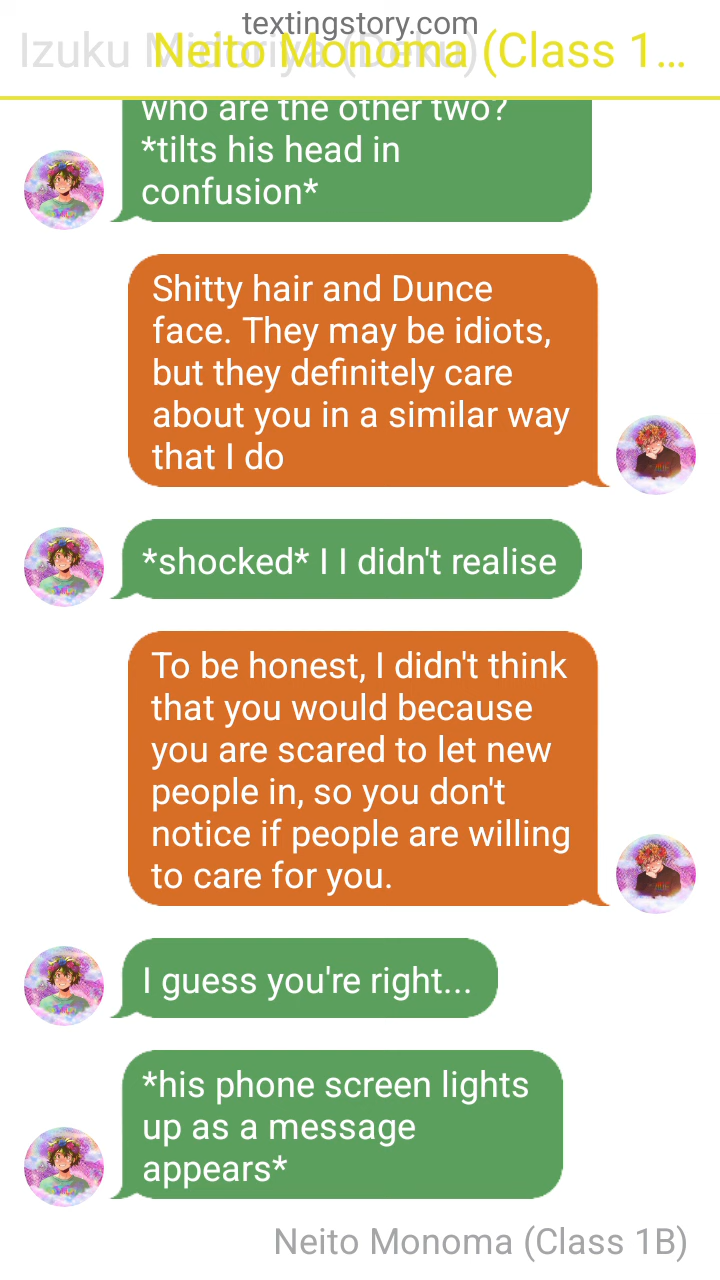 textingstory.com
Izuku Midoriya (Deku)
Neito Monoma (Class 1...
who are the other two?
*tilts his head in
confusion*
Shitty hair and Dunce
face. They may be idiots,
but they definitely care
about you in a similar way
that I do
*shocked* I I didn't realise
To be honest, I didn't think
that you would because
you are scared to let new
people in, so you don't
notice if people are willing
to care for you.
I guess you're right...
*his phone screen lights
up as a message
appears*
Neito Monoma (Class 1B)